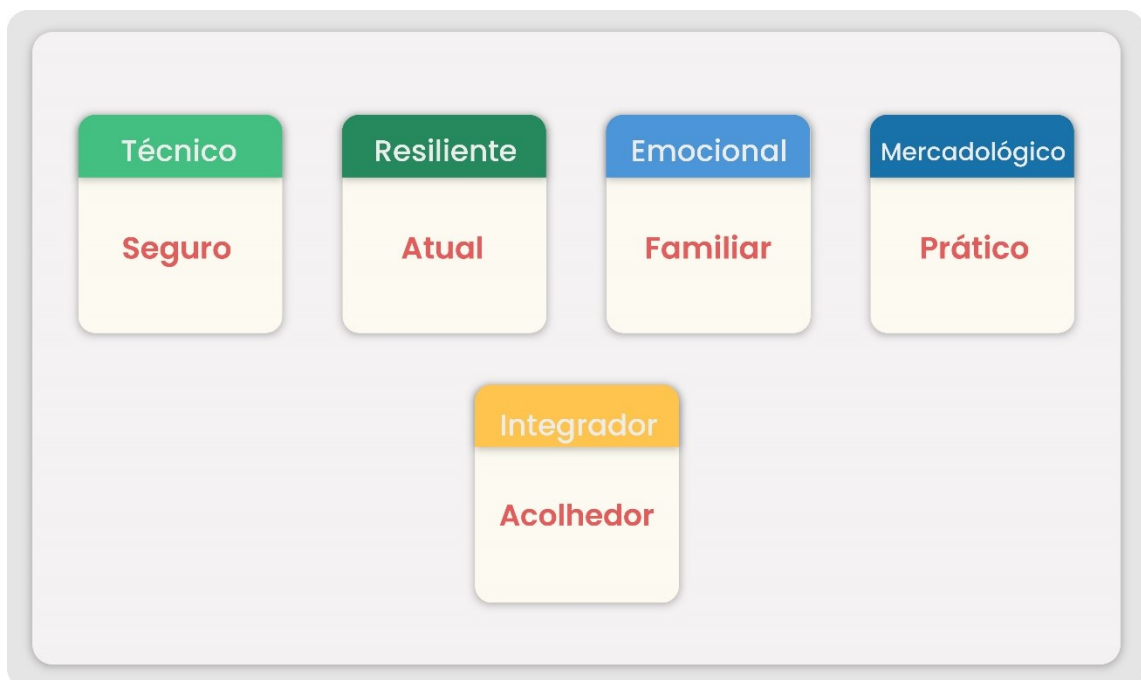 Técnico
Resiliente
Emocional
Mercadológico
Seguro
Atual
Familiar
Prático
Integrador
Acolhedor